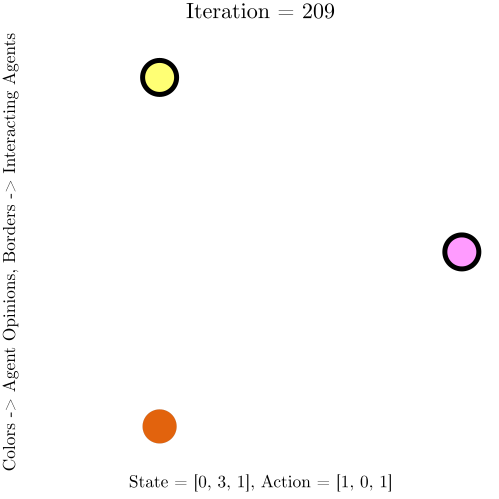 Iteration = 209
Colors -> Agent Opinions, Borders -> Interacting Agents
State = [0, 3, 1], Action = [1, 0, 1]